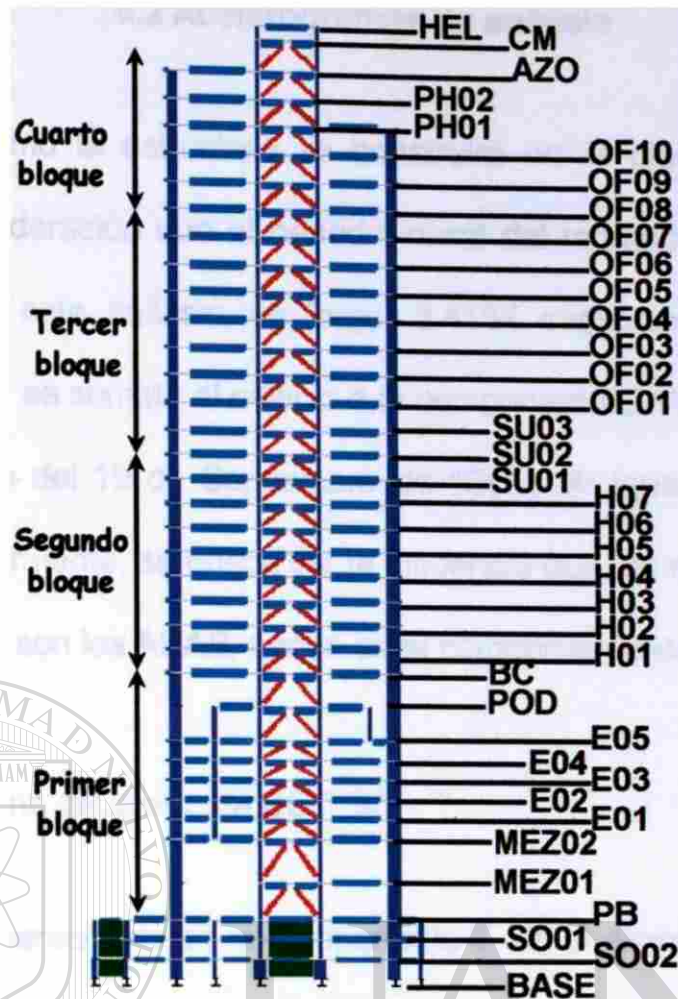 HEL
CM
AZO
PH02
PH01
Cuarto
bloque
OF10
OF09
OF08
OF07
OF06
OF05
Tercer
bloque
OF04
OF03
OF02
OF01
SU03
SU02
SU01
H07
H06
Segundo
bloque
H05
H04
H03
H02
H01
BC
POD
E05
E04
Primer
bloque
E03
E02
E01
MEZ02
MEZ01
PB
SO01
SO02
BASE